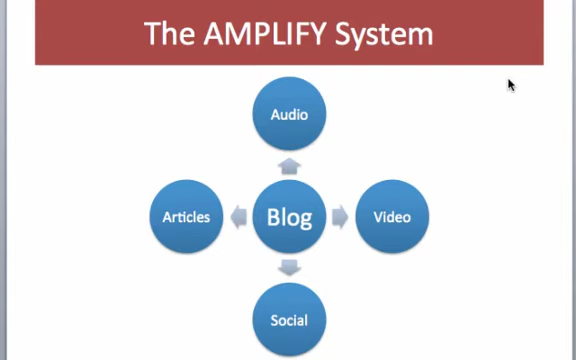 The AMPLIFY System
Audio
Articles
Blog
Video
Social